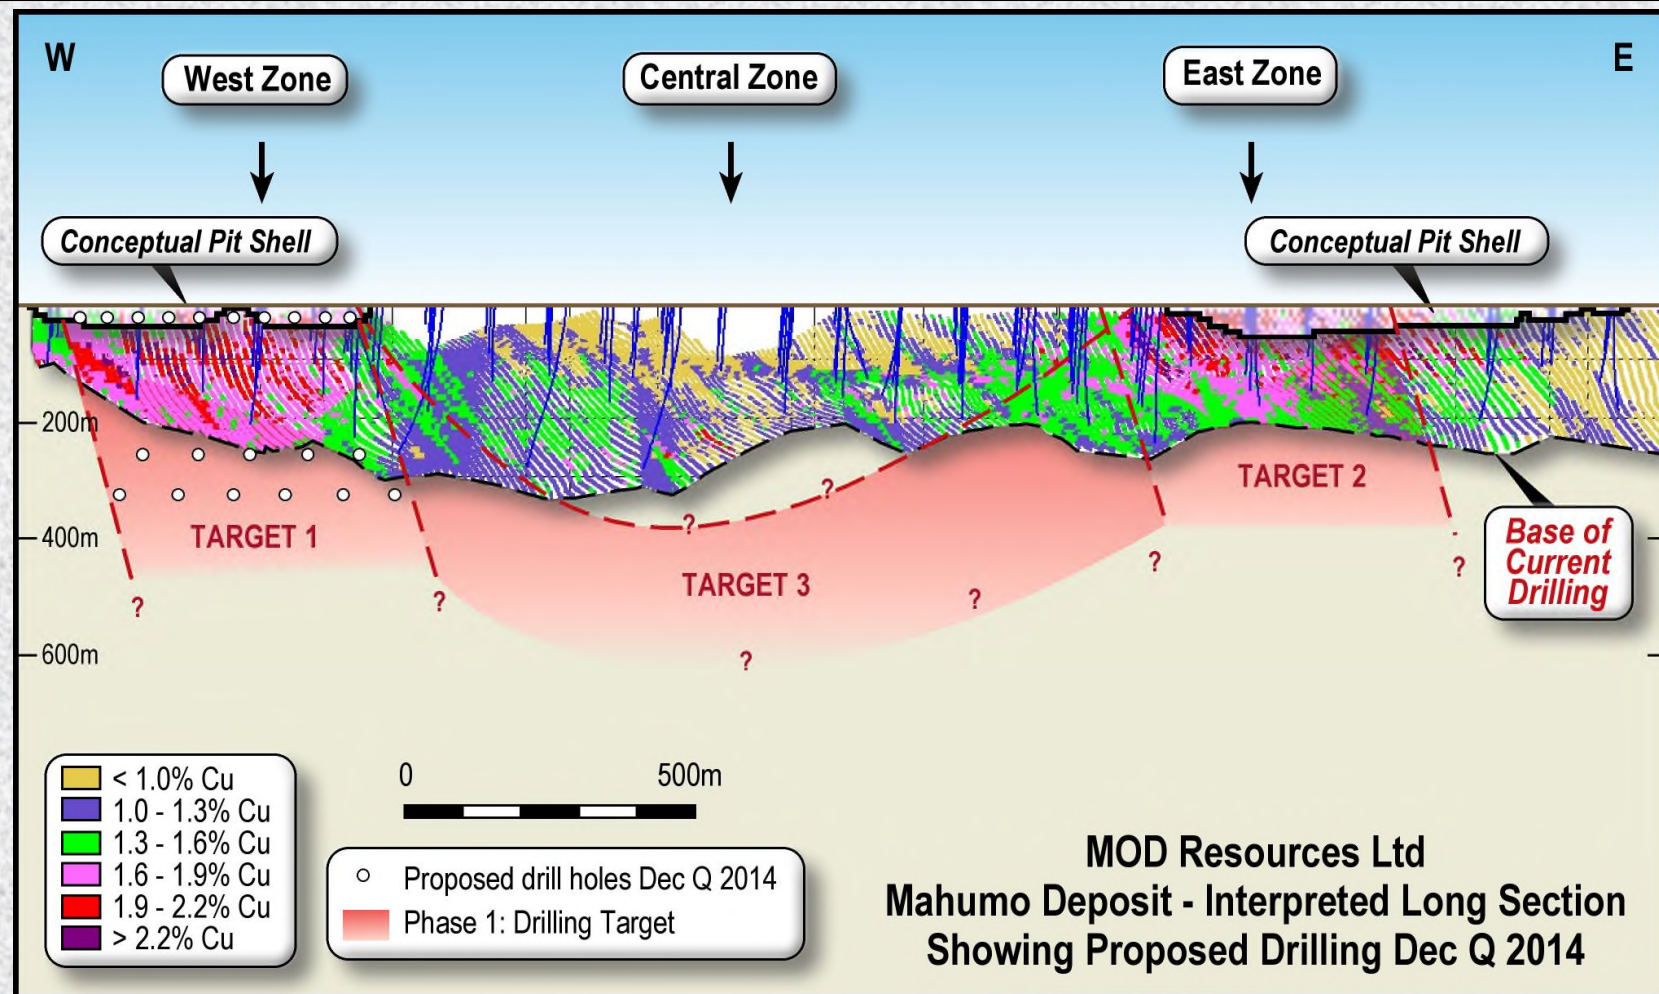 W
E
West Zone
Central Zone
East Zone
Conceptual Pit Shell
Conceptual Pit Shell
200m
400m
600m
TARGET 1
TARGET 2
TARGET 3
?
?
?
?
?
?
?
?
Base of
Current
Drilling
< 1.0% Cu
1.0 - 1.3% Cu
1.3 - 1.6% Cu
1.6 - 1.9% Cu
1.9 - 2.2% Cu
> 2.2% Cu
0 500m
Proposed drill holes Dec Q 2014
Phase 1: Drilling Target
MOD Resources Ltd
Mahumo Deposit - Interpreted Long Section
Showing Proposed Drilling Dec Q 2014